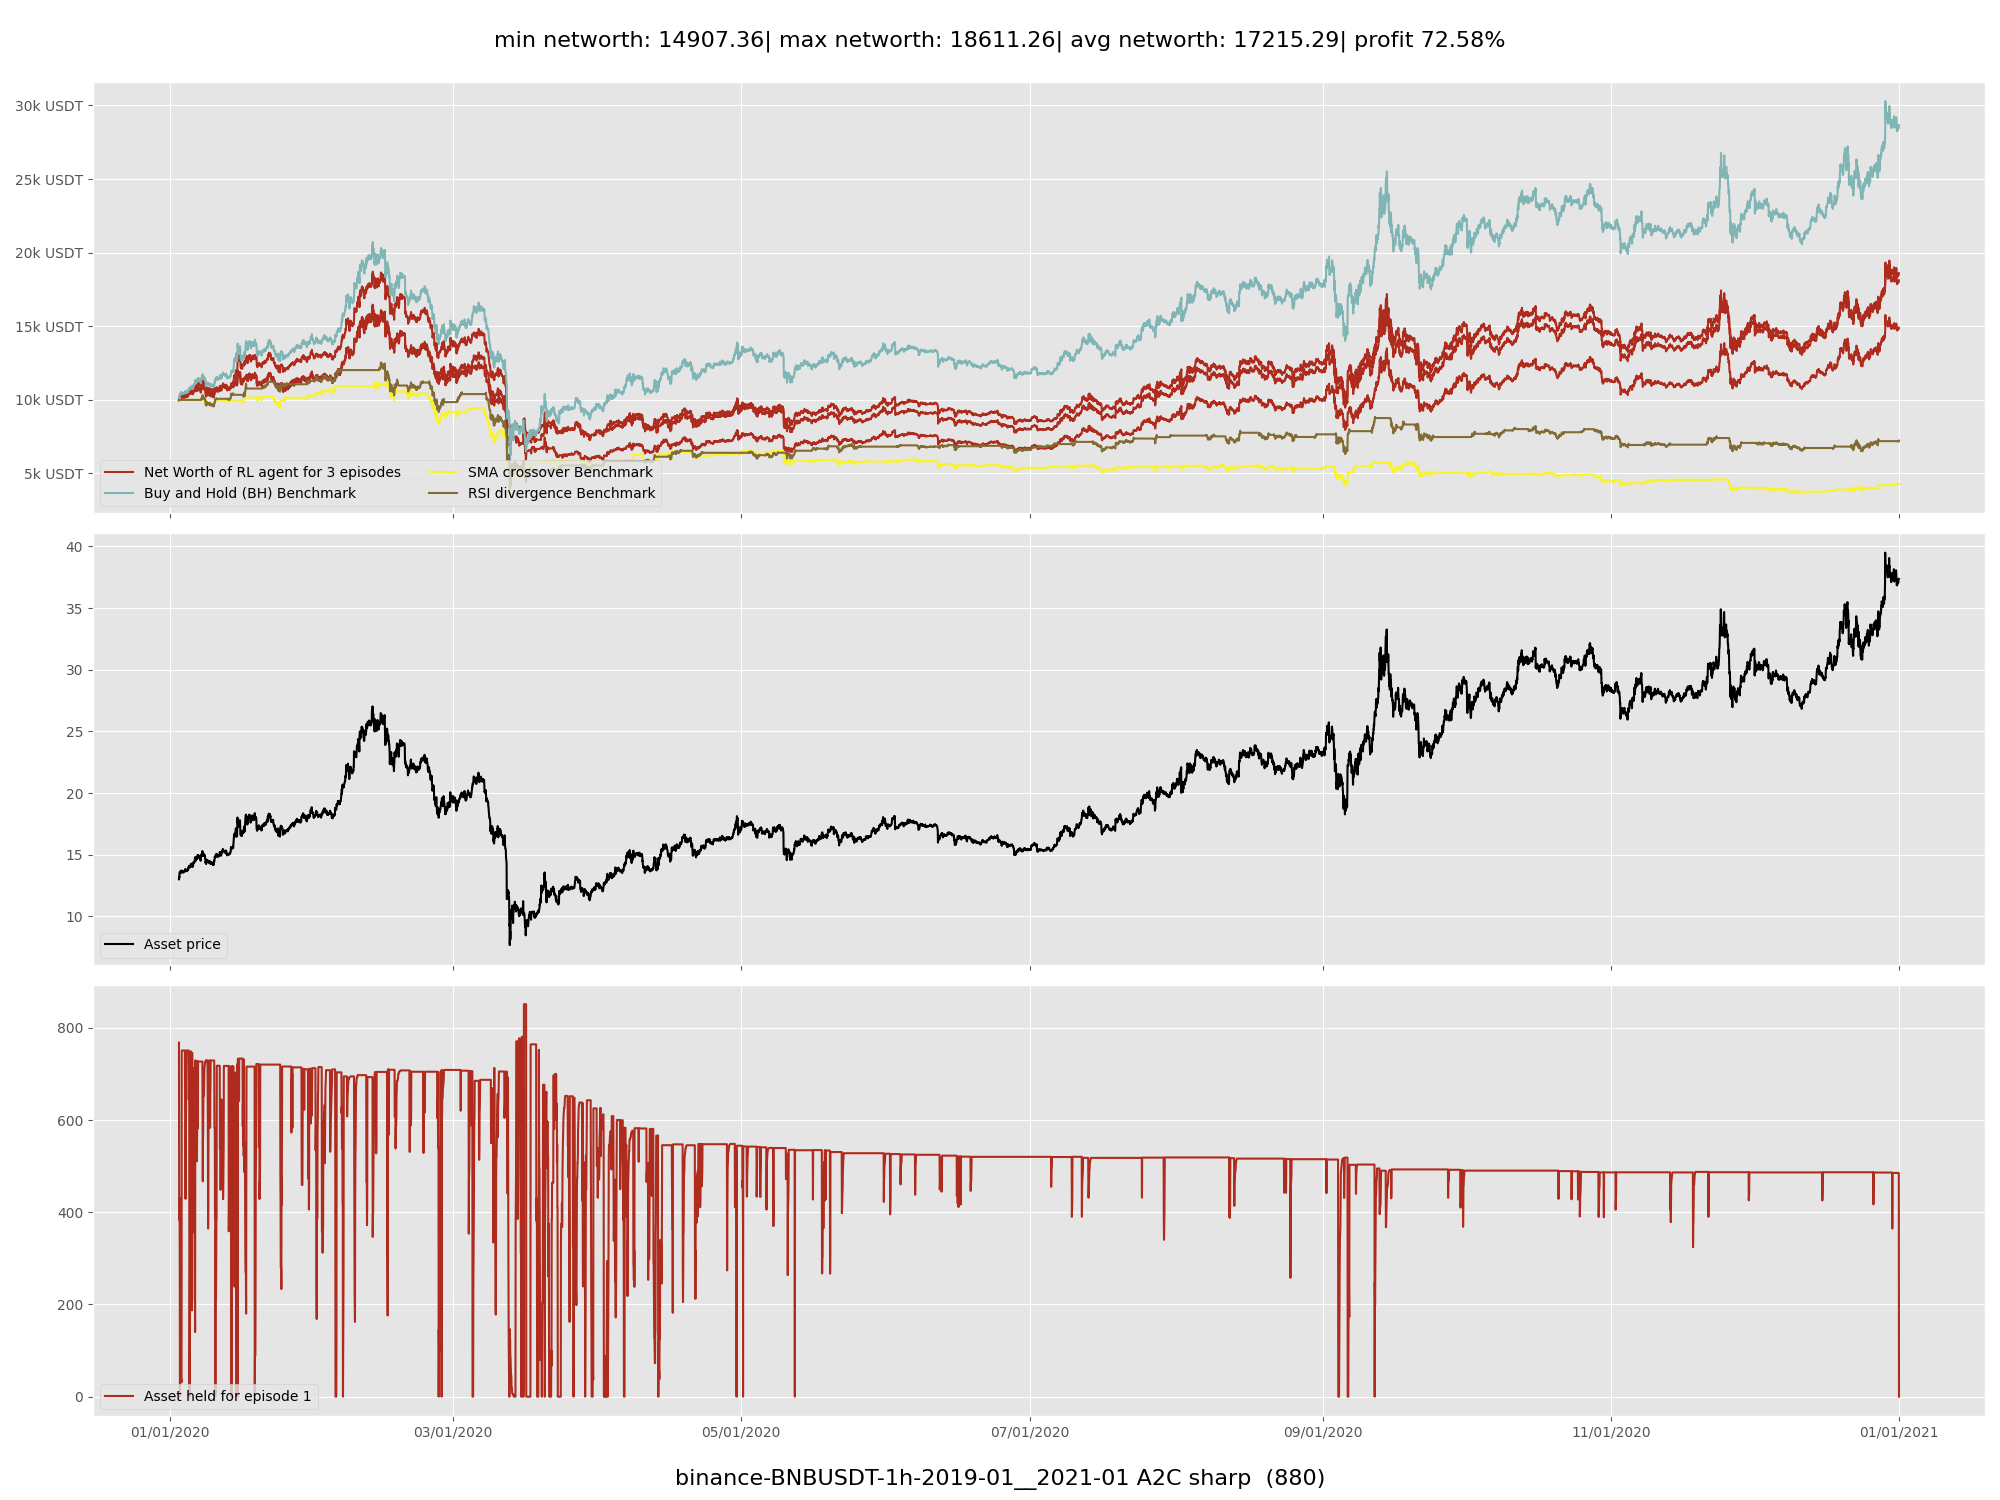 min networth: 14907.36| max networth: 18611.26| avg networth: 17215.29| profit 72.58%
30k USDT
25k USDT
20k USDT
15k USDT
10k USDT
5k USDT
Net Worth of RL agent for 3 episodes
Buy and Hold (BH) Benchmark
SMA crossover Benchmark
RSI divergence Benchmark
40
35
30
25
20
15
10
Asset price
800
600
400
200
0
Asset held for episode 1
01/01/2020
03/01/2020
05/01/2020
07/01/2020
09/01/2020
11/01/2020
01/01/2021
binance-BNBUSDT-1h-2019-01__2021-01 A2C sharp (880)